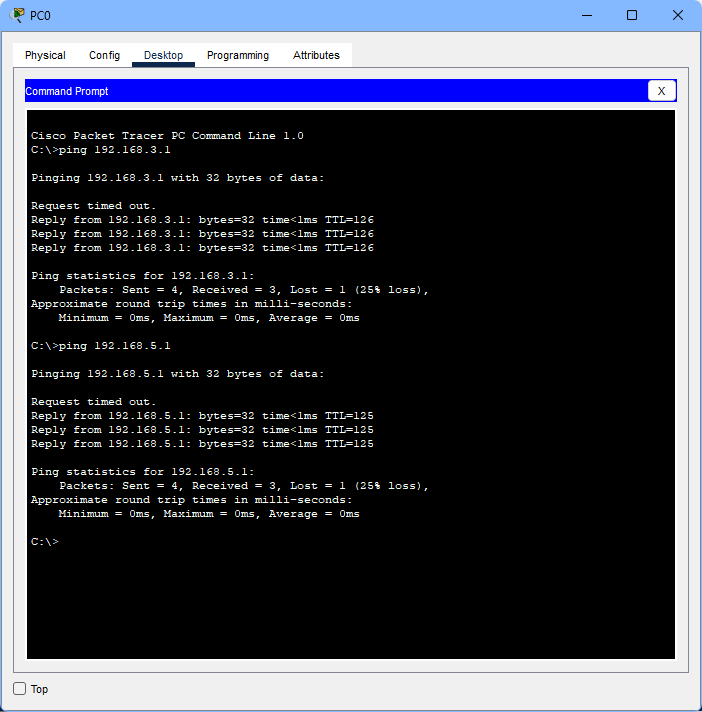 PC0
Physical Config Desktop Programming Attributes
Command Prompt
X
Cisco Packet Tracer PC Command Line 1.0
C:\>ping 192.168.3.1
Pinging 192.168.3.1 with 32 bytes of data:
Request timed out.
Reply from 192.168.3.1: bytes=32 time<1ms TTL=126
Reply from 192.168.3.1: bytes=32 time<1ms TTL=126
Reply from 192.168.3.1: bytes=32 time<1ms TTL=126
Ping statistics for 192.168.3.1:
Packets: Sent = 4, Received = 3, Lost = 1 (25% loss),
Approximate round trip times in milli-seconds:
Minimum = 0ms, Maximum = 0ms, Average = 0ms
C:\>ping 192.168.5.1
Pinging 192.168.5.1 with 32 bytes of data:
Request timed out.
Reply from 192.168.5.1: bytes=32 time<1ms TTL=125
Reply from 192.168.5.1: bytes=32 time<1ms TTL=125
Reply from 192.168.5.1: bytes=32 time<1ms TTL=125
Ping statistics for 192.168.5.1:
Packets: Sent = 4, Received = 3, Lost = 1 (25% loss),
Approximate round trip times in milli-seconds:
Minimum = 0ms, Maximum = 0ms, Average = 0ms
C:\>
Top